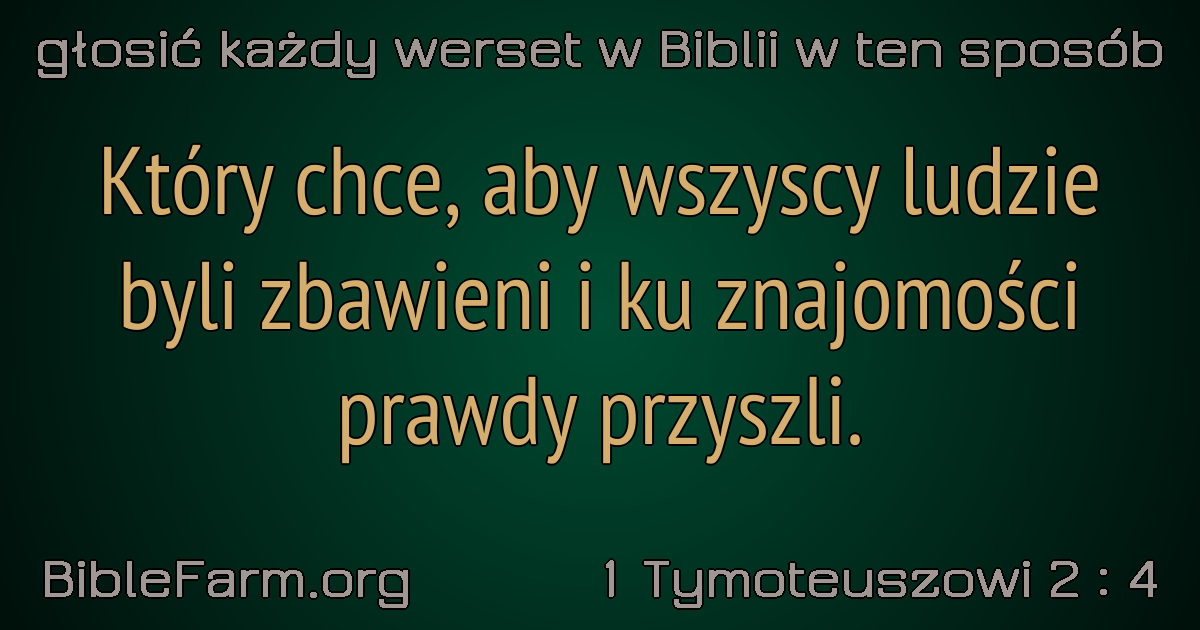 głosić każdy werset w Biblii w ten sposób
Który chce, aby wszyscy ludzie
byli zbawieni i ku znajomości
prawdy przyszli.
BibleFarm.org
1 Tymoteuszowi 2 : 4